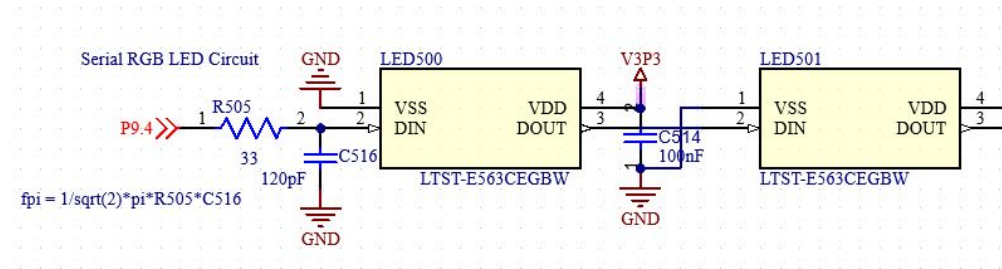 Serial RGB LED Circuit
GND
LED500
V3P3
LED501
P9.4
1
R505
2
33
1
2
VSS
DIN
VDD
DOUT
4
3
2
1
2
VSS
DIN
VDD
DOUT
4
3
C516
120pF
C514
100nF
1
LTST-E563CEGBW
LTST-E563CEGBW
fpi = 1/sqrt(2)*pi*R505*C516
GND
GND